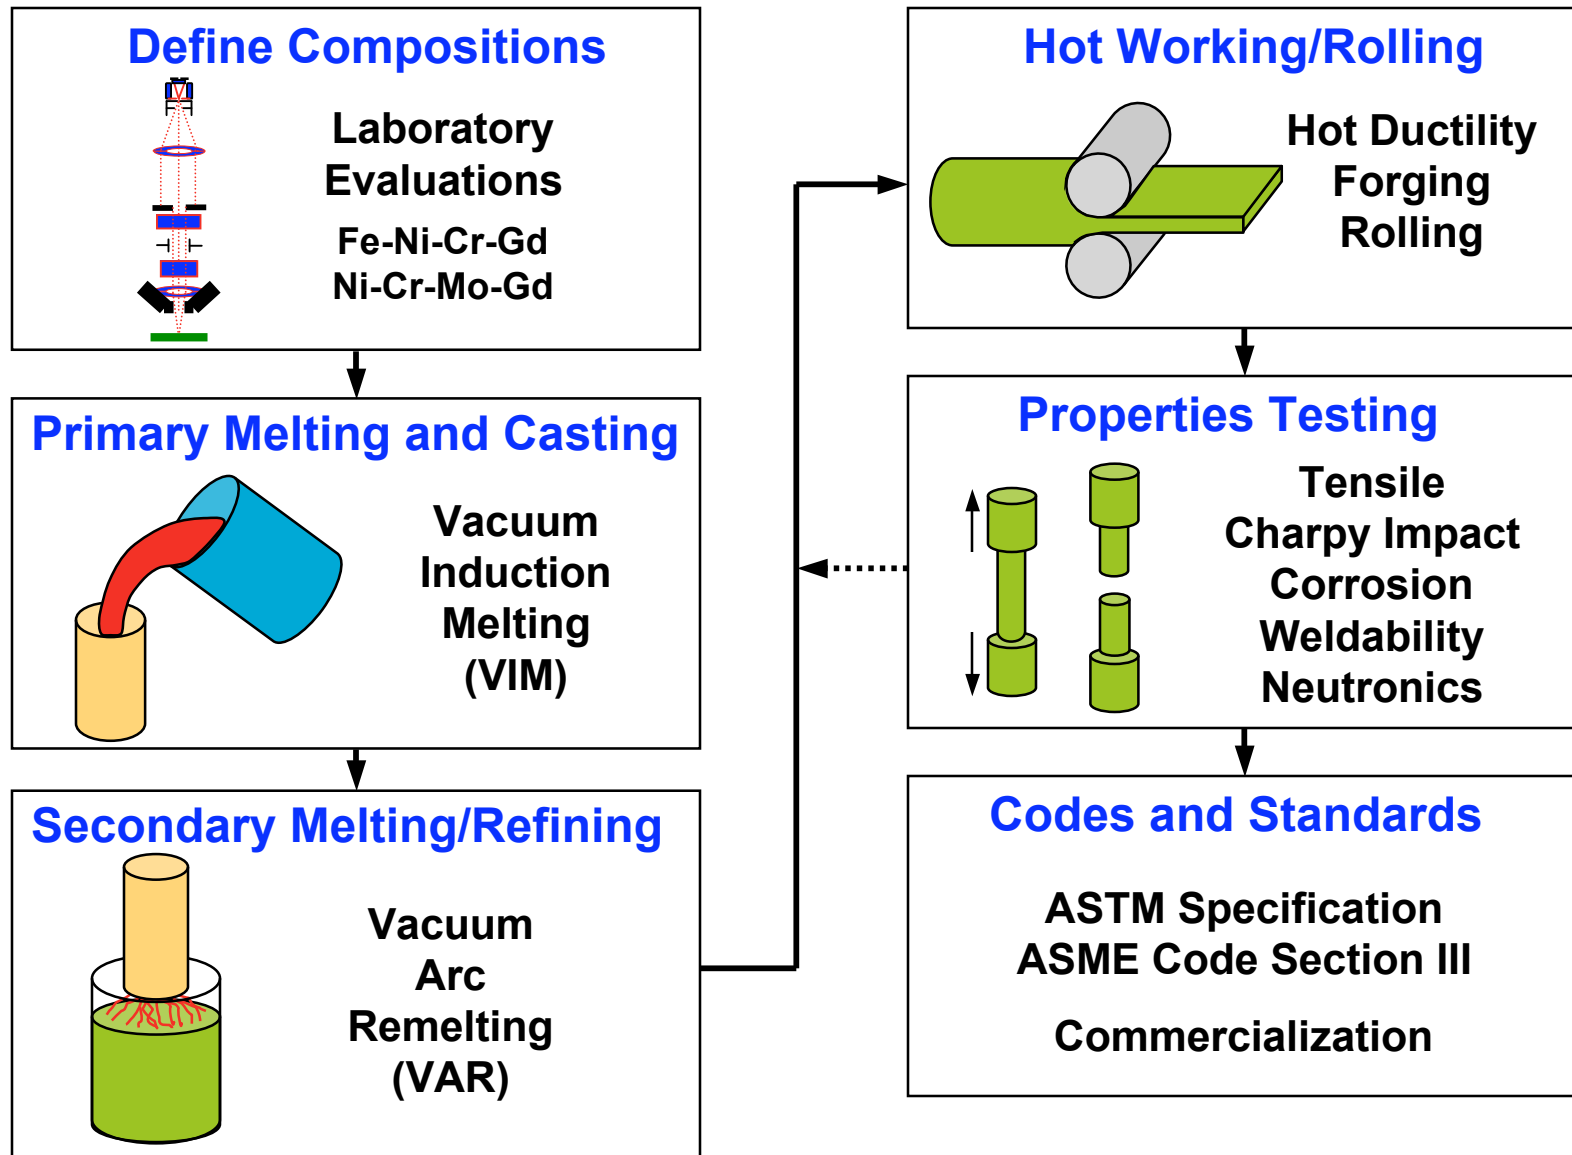 Define Compositions
Laboratory
Evaluations
Fe-Ni-Cr-Gd
Ni-Cr-Mo-Gd
Primary Melting and Casting
Vacuum
Induction
Melting
(VIM)
Secondary Melting/Refining
Vacuum
Arc
Remelting
(VAR)
Hot Working/Rolling
Hot Ductility
Forging
Rolling
Properties Testing
Tensile
Charpy Impact
Corrosion
Weldability
Neutronics
Codes and Standards
ASTM Specification
ASME Code Section III
Commercialization